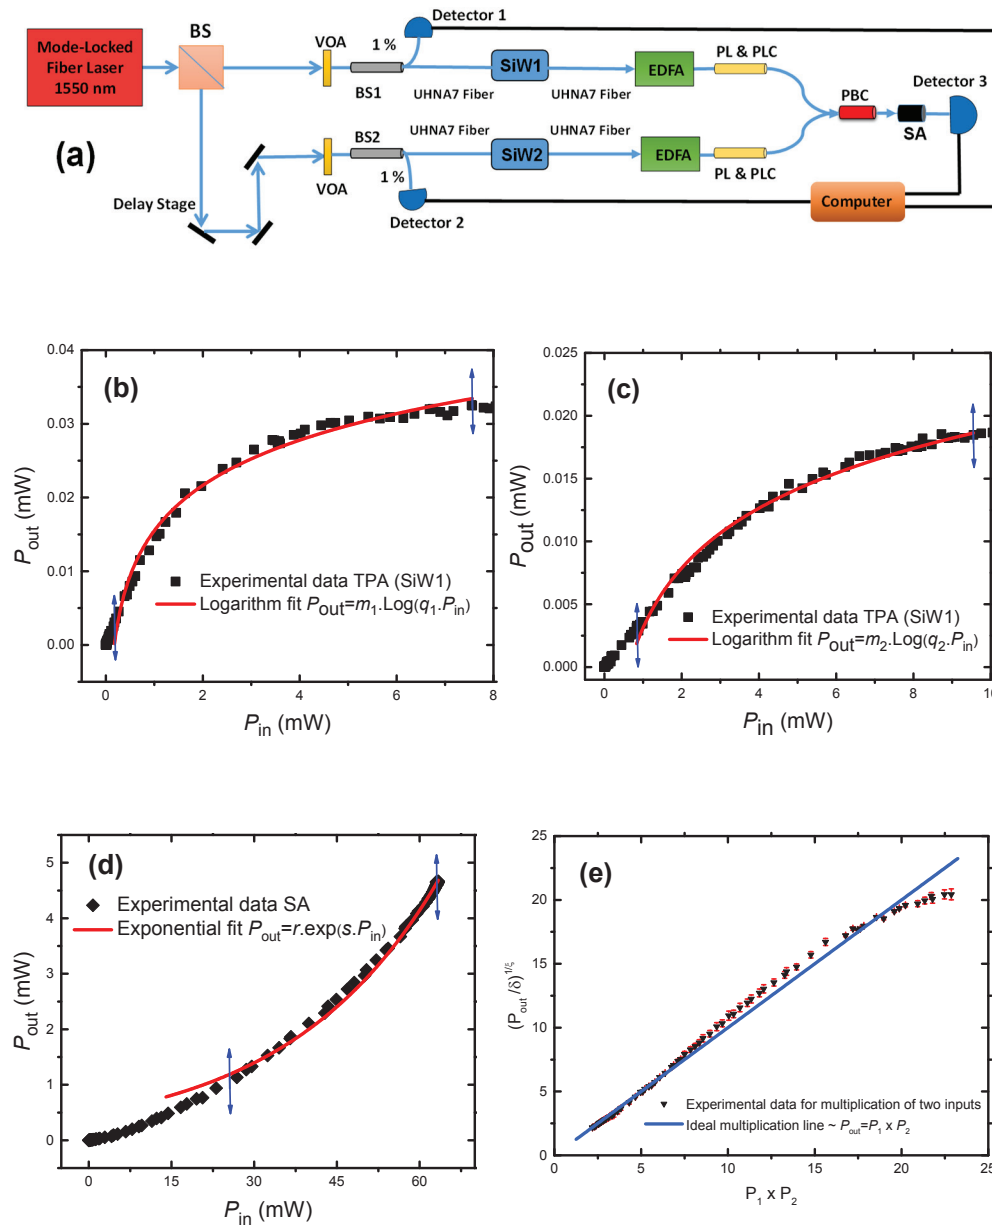 Mode-Locked
Fiber Laser
1550 nm
BS
VOA
1 %
Detector 1
BS1
UHNA7 Fiber
SiW1
UHNA7 Fiber
EDFA
PL & PLC
PBC
Detector 3
SA
(a)
Delay Stage
VOA
BS2
1 %
UHNA7 Fiber
SiW2
UHNA7 Fiber
EDFA
PL & PLC
Detector 2
Computer
(b)
0.04
0.03
0.02
0.01
0.00
Pout (mW)
Experimental data TPA (SiW1)
Logarithm fit Pout=m1.Log(q1.Pin)
0 2 4 6 8
Pin (mW)
(c)
0.025
0.020
0.015
0.010
0.005
0.000
Pout (mW)
Experimental data TPA (SiW1)
Logarithm fit Pout=m2.Log(q2.Pin)
0 2 4 6 8 10
Pin (mW)
(d)
5
4
3
2
1
0
Pout (mW)
Experimental data SA
Exponential fit Pout=r.exp(s.Pin)
0 15 30 45 60
Pin (mW)
(e)
25
20
15
10
5
0
(Pout /δ)1/ξ
Experimental data for multiplication of two inputs
Ideal multiplication line ~ Pout=P1 x P2
0 5 10 15 20 25
P1 x P2